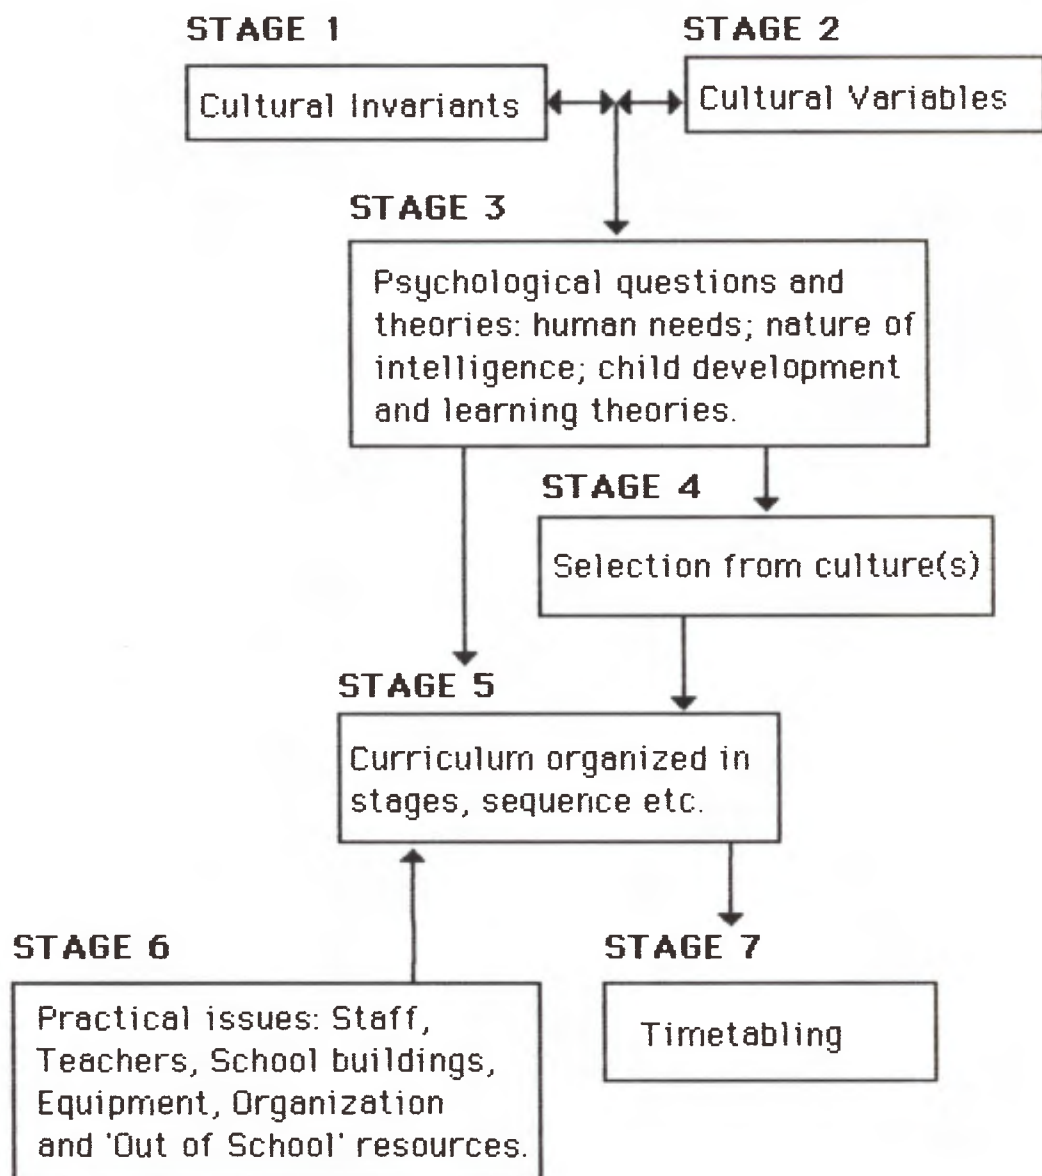 STAGE 1
Cultural Invariants
STAGE 2
Cultural Variables
STAGE 3
Psychological questions and
theories: human needs; nature of
intelligence; child development
and learning theories.
STAGE 4
Selection from culture(s)
STAGE 5
Curriculum organized in
stages, sequence etc.
STAGE 6
Practical issues: Staff,
Teachers, School buildings,
Equipment, Organization
and 'Out of School' resources.
STAGE 7
Timetabling